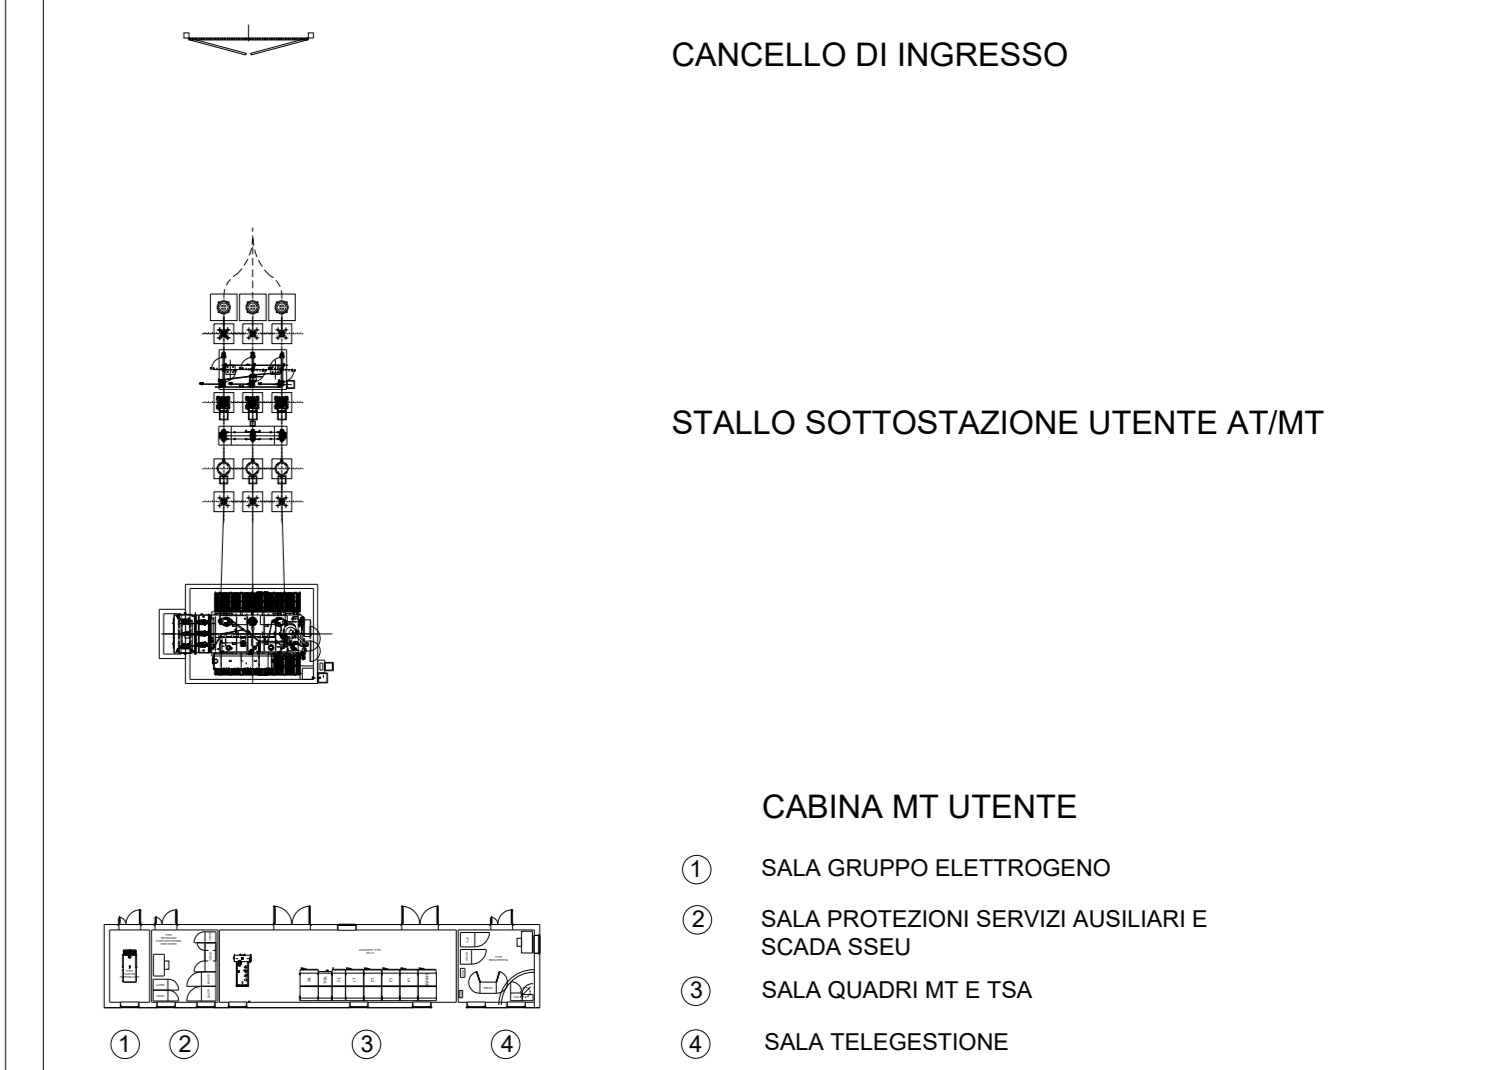 CANCELLO DI INGRESSO
STALLO SOTTOSTAZIONE UTENTE AT/MT
CABINA MT UTENTE
1 SALA GRUPPO ELETTROGENO
2 SALA PROTEZIONI SERVIZI AUSILIARI E
SCADA SSEU
3 SALA QUADRI MT E TSA
4 SALA TELEGESTIONE
1 2 3 4